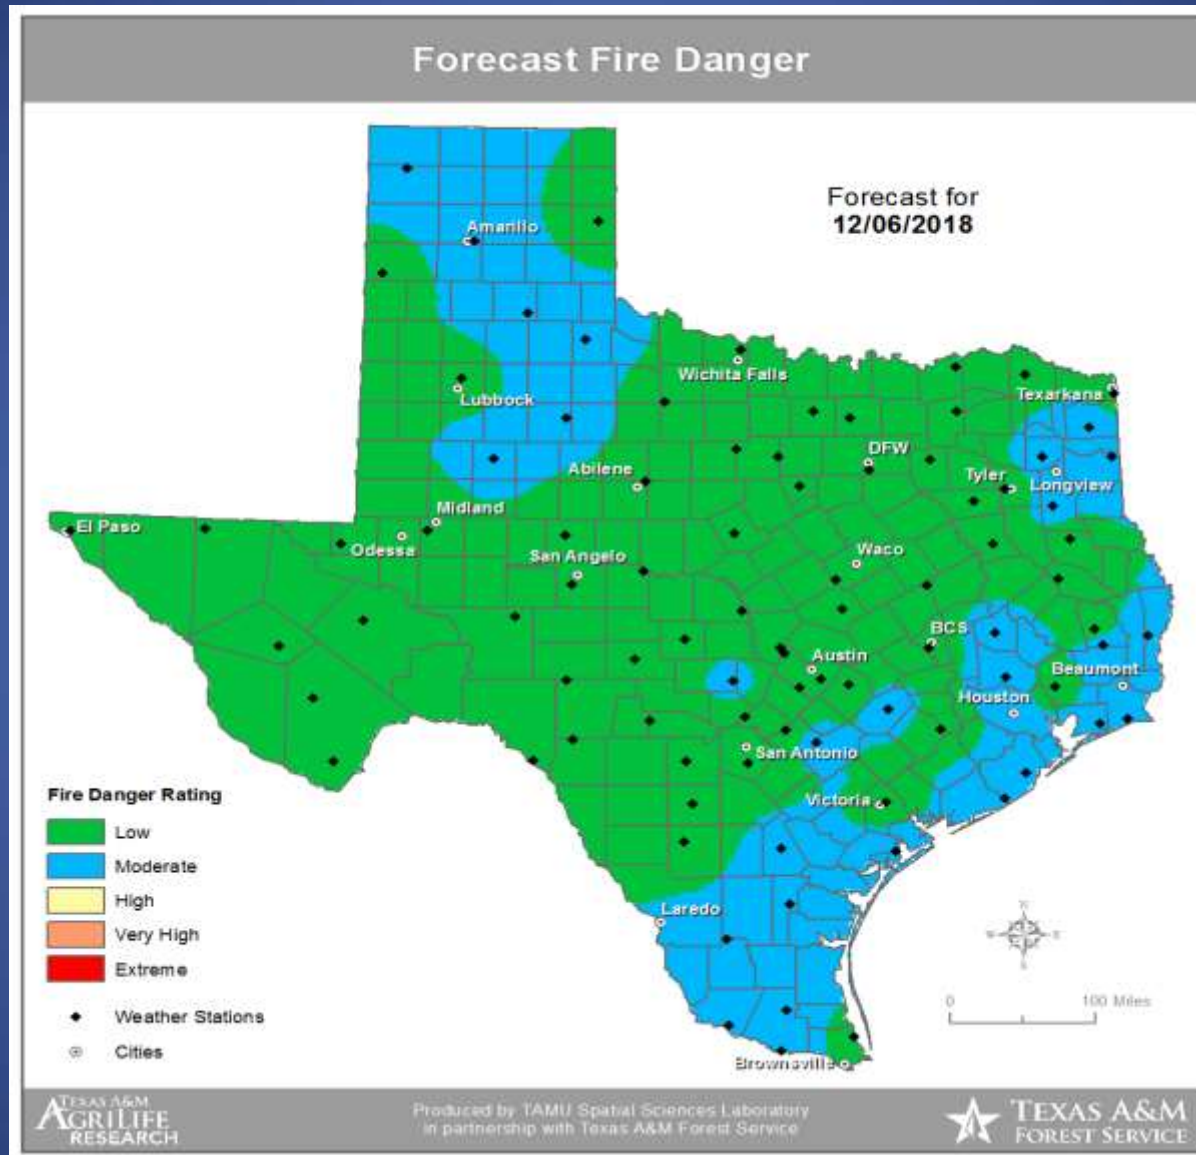 Forecast Fire Danger
Forecast for
12/06/2018
Amarillo
Wichita Falls
Lubbock
Texarkana
DFW
Abilene
Tyler
Longview
Midland
El Paso
Odessa
San Angelo
Waco
BCS
Austin
Beaumont
Houston
San Antonio
Victoria
Laredo
Brownsville
Fire Danger Rating
Low
Moderate
High
Very High
Extreme
Weather Stations
Cities
N
W E
S
0 100 Miles
TEXAS A&M
AGRILIFE
RESEARCH
Produced by TAMU Spatial Sciences Laboratory
in partnership with Texas A&M Forest Service
TEXAS A&M
FOREST SERVICE